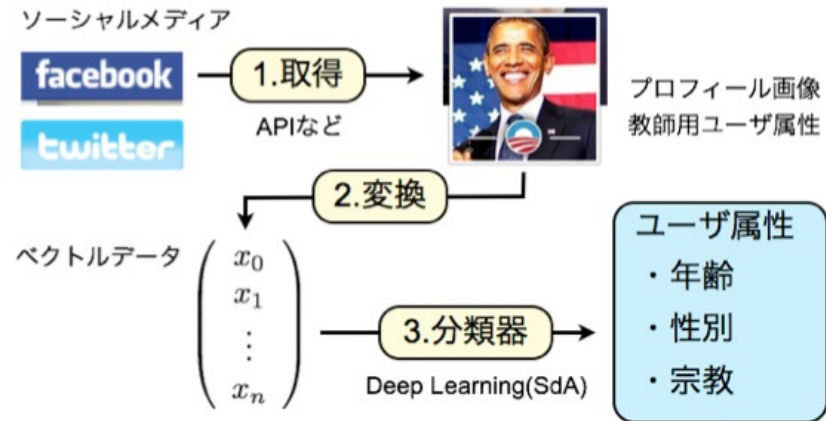 ソーシャルメディア
facebook
1.取得
プロフィール画像
twitter
APIなど
教師用ユーザ属性
2.変換
ユーザ属性
ベクトルデータ
x0
・年齢
x1
3.分類器
・性別
⋮
xn
Deep Learning(SdA)
・宗教